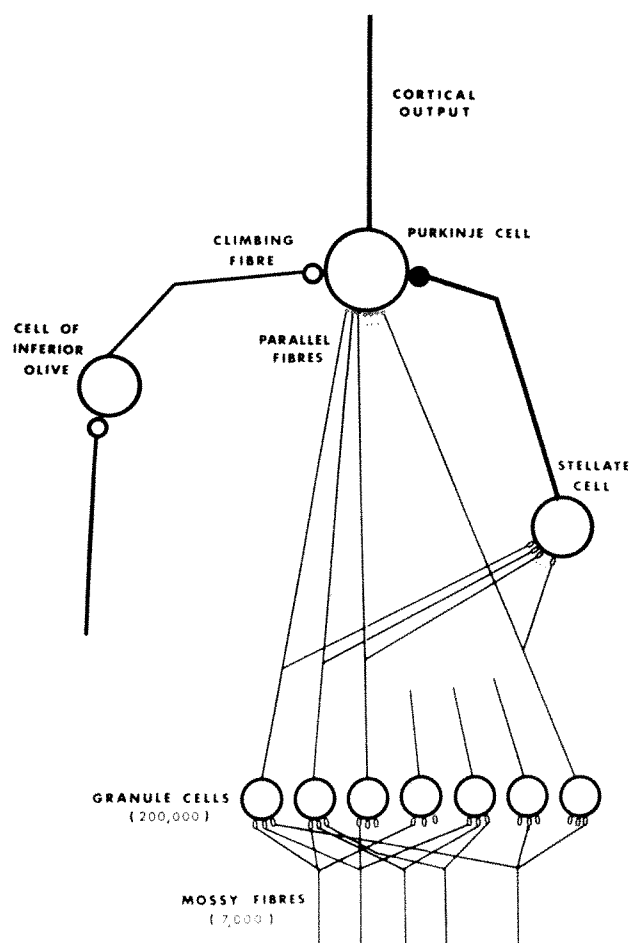 CORTICAL
OUTPUT
CLIMBING
FIBRE
PURKINJE CELL
CELL OF
INFERIOR
OLIVE
PARALLEL
FIBRES
STELLATE
CELL
GRANULE CELLS
(200,000)
MOSSY FIBRES
(7,000)